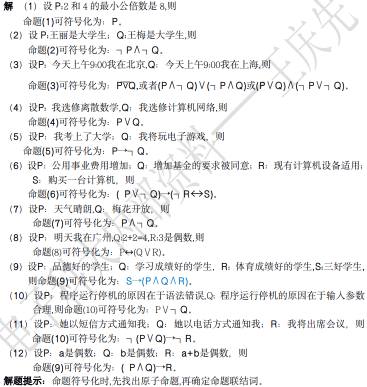 解 (1) 设 P:2 和 4 的最小公倍数是 8,则
命题(1)可符号化为：P。
(2) 设 P:王丽是大学生；Q:王梅是大学生,则
命题(2)可符号化为：￢P∧￢Q。
(3) 设P：今天上午9:00我在北京,Q：今天上午9:00我在上海,则
命题(3)可符号化为：P∇Q,或者(P∧￢Q)∨(￢P∧Q)或(P∨Q)∧(￢P∨￢Q)。
(4) 设P：我选修离散数学,Q：我选修计算机网络,则
命题(4)可符号化为：P∨Q。
(5) 设P：我考上了大学；Q：我将玩电子游戏，则
命题(5)可符号化为：P→￢Q。
(6) 设P：公用事业费用增加；Q：增加基金的要求被同意；R：现有计算机设备适用；
S：购买一台计算机，则
命题(6)可符号化为：( P∨￢Q)→(￢R↔S)。
(7) 设P：天气晴朗,Q：梅花开放，则
命题(7)可符号化为：P∧Q。
(8) 设P：明天我在广州,Q:2+2=4,R:3是偶数,则
命题(8)可符号化为：P↔(Q∨R)。
(9) 设P：品德好的学生；Q：学习成绩好的学生，R：体育成绩好的学生,S:三好学生，
则命题(9)可符号化为：S→(P∧Q∧R)。
(10) 设P：程序运行停机的原因在于语法错误,Q：程序运行停机的原因在于输入参数
合理,则命题(10)可符号化为：P∨￢Q。
(11) 设P：她以短信方式通知我；Q：她以电话方式通知我；R：我将出席会议，则
命题(10)可符号化为：￢(P∨Q)→￢R。
(12) 设P：a是偶数；Q：b是偶数；R：a+b是偶数，则
命题(9)可符号化为：( P∧Q)→R。
解题提示：命题符号化时,先找出原子命题,再确定命题联结词。